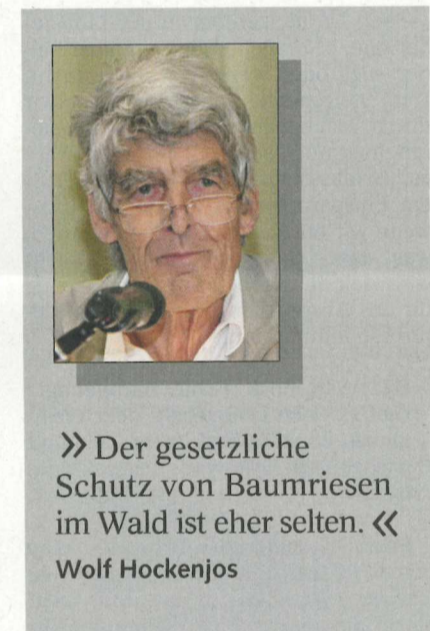 » Der gesetzliche
Schutz von Baumriesen
im Wald ist eher selten. «
Wolf Hockenjos